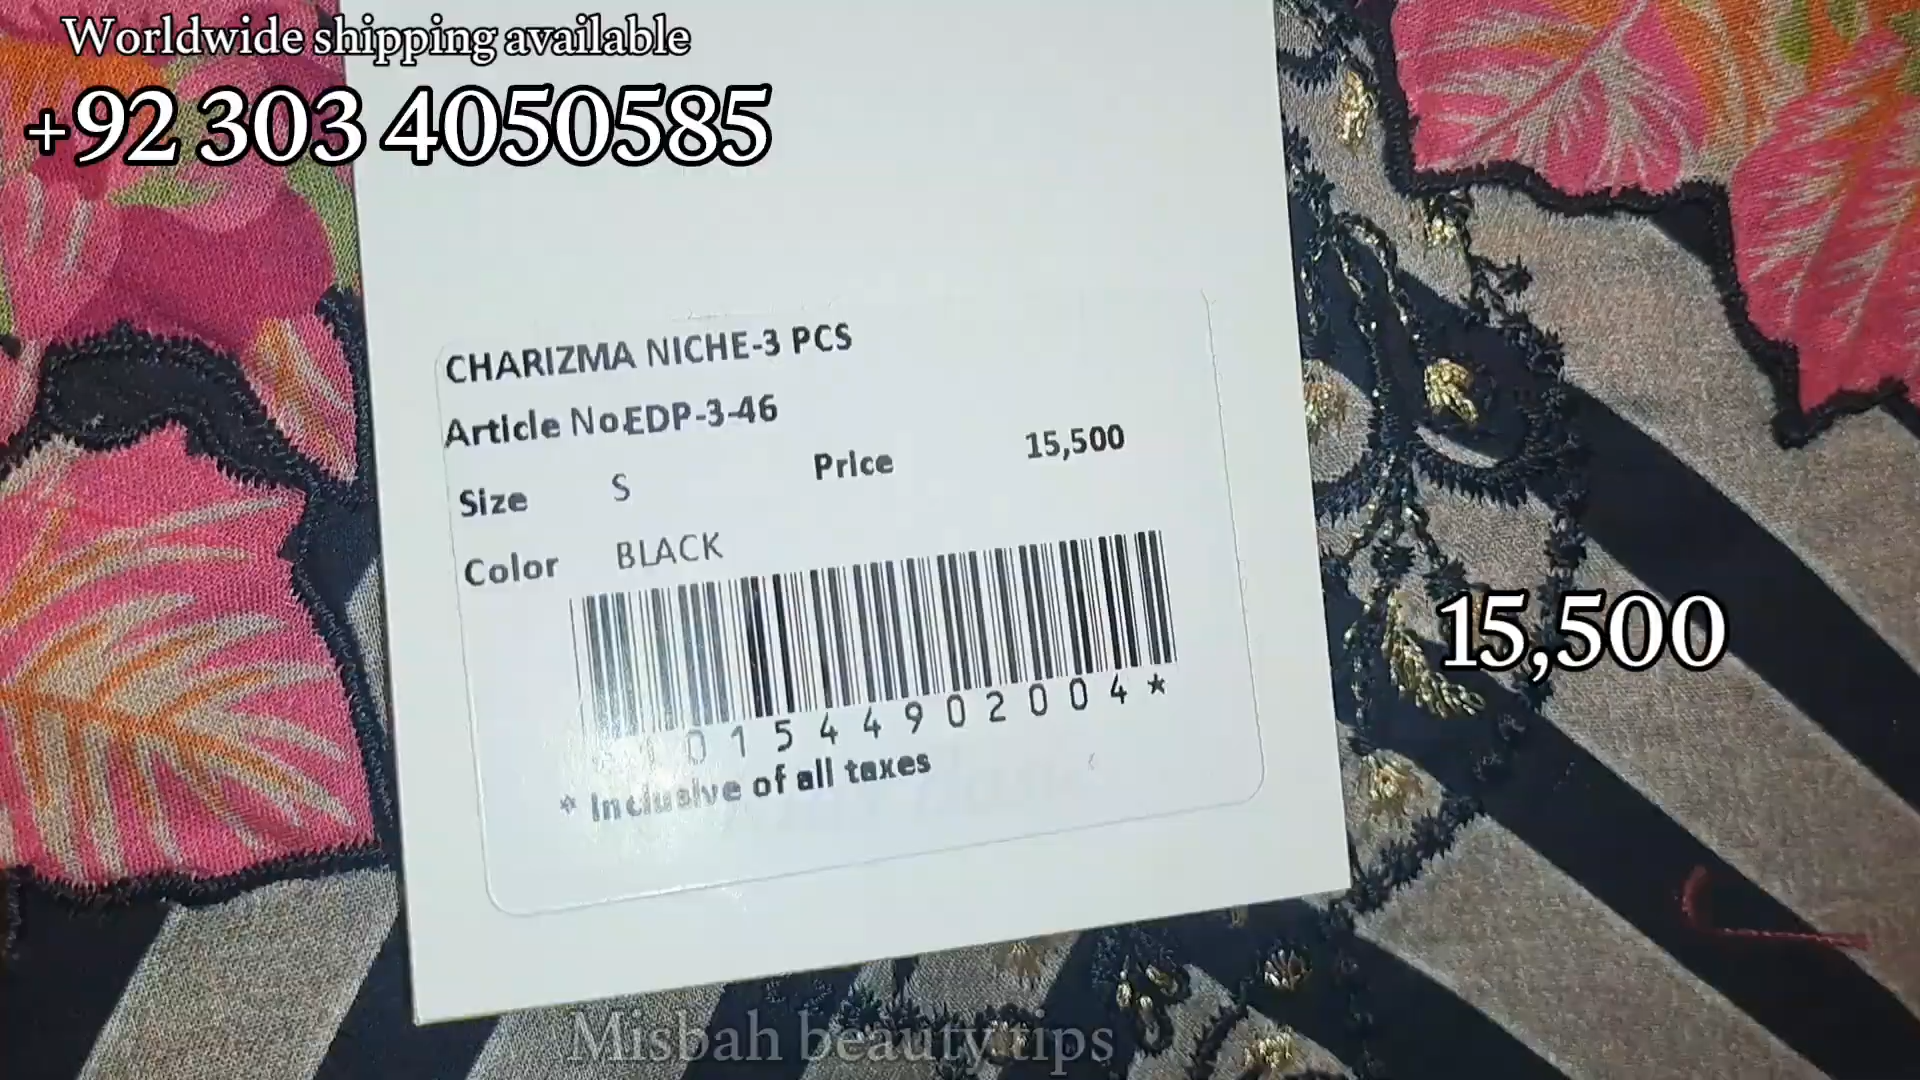 Worldwide shipping available
+92 303 4050585
CHARIZMA NICHE-3 PCS
Article No.EDP-3-46
Size S Price 15,500
Color BLACK
15,500
*101544902004*
* Inclusive of all taxes
Misbah beauty tips